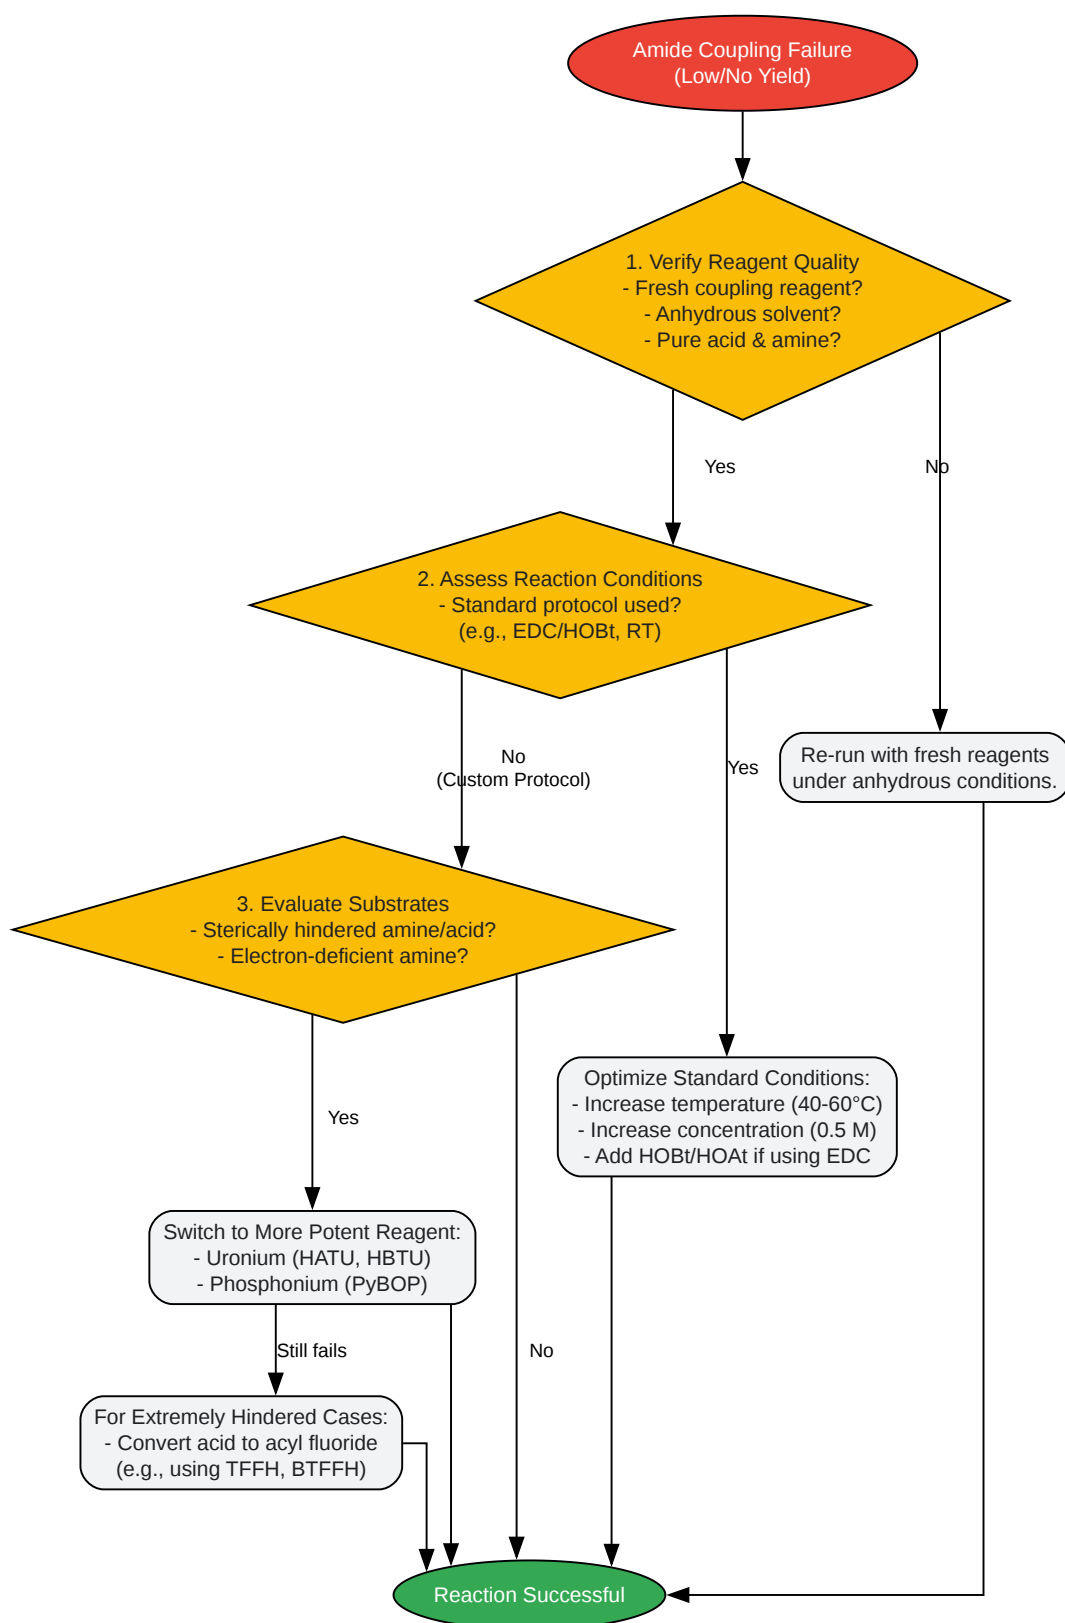 Amide Coupling Failure
(Low/No Yield)
1. Verify Reagent Quality
- Fresh coupling reagent?
- Anhydrous solvent?
- Pure acid & amine?
Yes
No
2. Assess Reaction Conditions
- Standard protocol used?
(e.g., EDC/HOBt, RT)
No
(Custom Protocol)
Yes
Re-run with fresh reagents
under anhydrous conditions.
3. Evaluate Substrates
- Sterically hindered amine/acid?
- Electron-deficient amine?
Optimize Standard Conditions:
- Increase temperature (40-60°C)
- Increase concentration (0.5 M)
- Add HOBt/HOAt if using EDC
Yes
Switch to More Potent Reagent:
- Uronium (HATU, HBTU)
- Phosphonium (PyBOP)
Still fails
No
For Extremely Hindered Cases:
- Convert acid to acyl fluoride
(e.g., using TFFH, BTFFH)
Reaction Successful